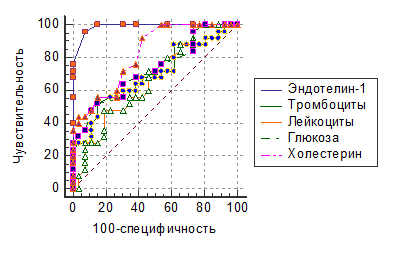 Чувствительность
100
80
60
40
20
0
0 20 40 60 80 100
100-специфичность
Эндотелин-1
Тромбоциты
Лейкоциты
Глюкоза
Холестерин